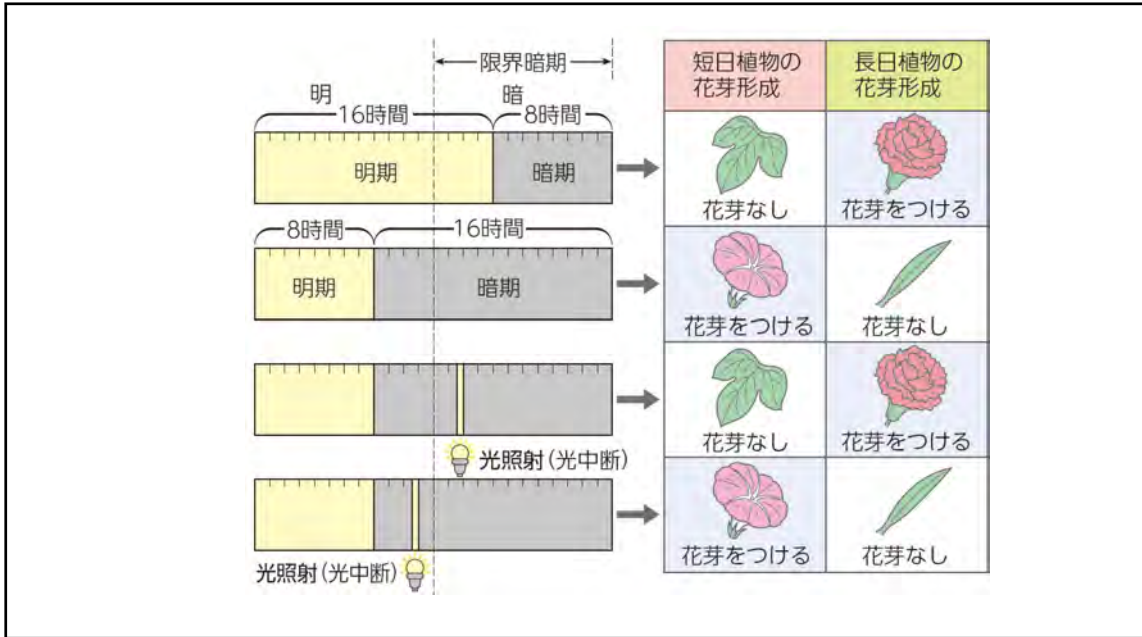 限界暗期
明 暗
16時間 8時間
明期 暗期
8時間 16時間
明期 暗期
光照射(光中断)
光照射(光中断)
短日植物の
花芽形成
長日植物の
花芽形成
花芽なし 花芽をつける
花芽をつける 花芽なし
花芽なし 花芽をつける
花芽をつける 花芽なし